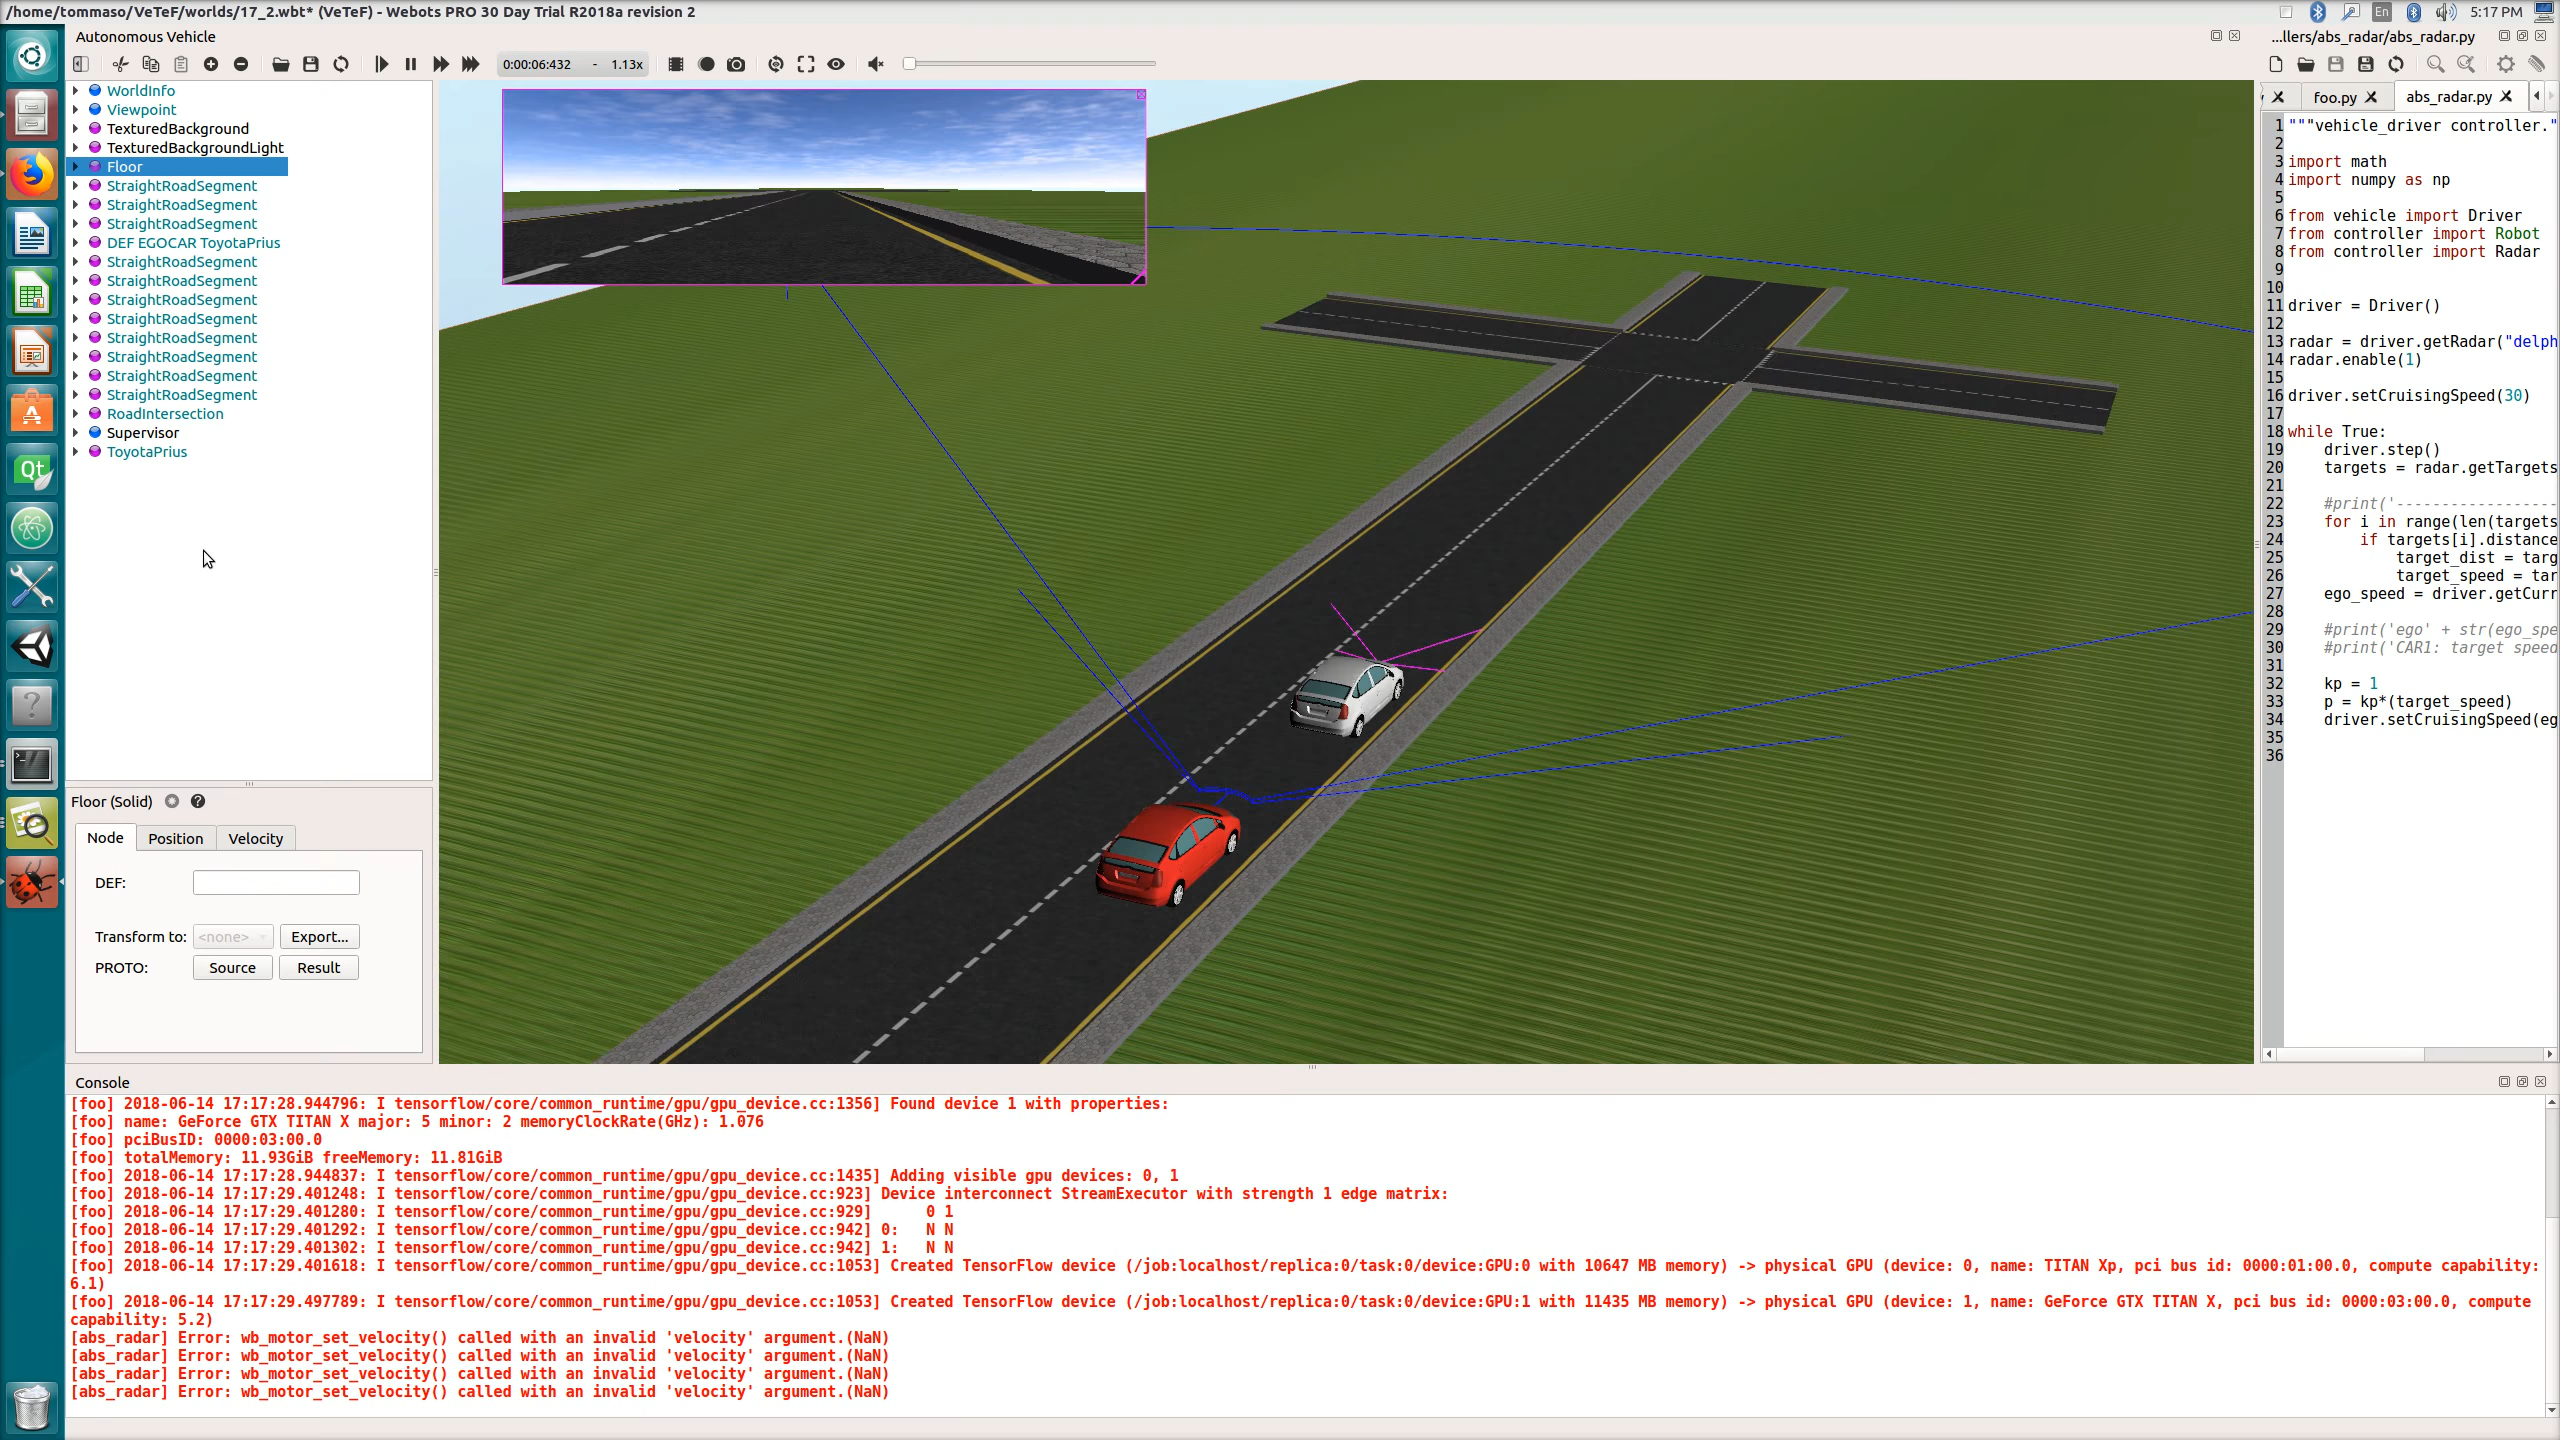 /home/tommaso/VeTeF/worlds/17_2.wbt* (VeTeF) - Webots PRO 30 Day Trial R2018a revision 2
En
5:17 PM
Autonomous Vehicle
...llers/abs_radar/abs_radar.py
0:00:06:432 - 1.13x
WorldInfo
Viewpoint
TexturedBackground
TexturedBackgroundLight
Floor
StraightRoadSegment
StraightRoadSegment
StraightRoadSegment
DEF EGOCAR ToyotaPrius
StraightRoadSegment
StraightRoadSegment
StraightRoadSegment
StraightRoadSegment
StraightRoadSegment
StraightRoadSegment
StraightRoadSegment
StraightRoadSegment
RoadIntersection
Supervisor
ToyotaPrius
Qt
Floor (Solid)
Node
Position
Velocity
DEF:
Transform to: <none> Export...
PROTO: Source Result
foo.py
abs_radar.py
1 """vehicle_driver controller."
2
3 import math
4 import numpy as np
5
6 from vehicle import Driver
7 from controller import Robot
8 from controller import Radar
9
10
11 driver = Driver()
12
13 radar = driver.getRadar("delph
14 radar.enable(1)
15
16 driver.setCruisingSpeed(30)
17
18 while True:
19 driver.step()
20 targets = radar.getTargets
21
22 #print('------------------
23 for i in range(len(targets
24 if targets[i].distance
25 target_dist = targ
26 target_speed = tar
27 ego_speed = driver.getCurr
28
29 #print('ego' + str(ego_spe
30 #print('CAR1: target speed
31
32 kp = 1
33 p = kp*(target_speed)
34 driver.setCruisingSpeed(eg
35
36
Console
[foo] 2018-06-14 17:17:28.944796: I tensorflow/core/common_runtime/gpu/gpu_device.cc:1356] Found device 1 with properties:
[foo] name: GeForce GTX TITAN X major: 5 minor: 2 memoryClockRate(GHz): 1.076
[foo] pciBusID: 0000:03:00.0
[foo] totalMemory: 11.93GiB freeMemory: 11.81GiB
[foo] 2018-06-14 17:17:28.944837: I tensorflow/core/common_runtime/gpu/gpu_device.cc:1435] Adding visible gpu devices: 0, 1
[foo] 2018-06-14 17:17:29.401248: I tensorflow/core/common_runtime/gpu/gpu_device.cc:923] Device interconnect StreamExecutor with strength 1 edge matrix:
[foo] 2018-06-14 17:17:29.401280: I tensorflow/core/common_runtime/gpu/gpu_device.cc:929] 0 1
[foo] 2018-06-14 17:17:29.401292: I tensorflow/core/common_runtime/gpu/gpu_device.cc:942] 0: N N
[foo] 2018-06-14 17:17:29.401302: I tensorflow/core/common_runtime/gpu/gpu_device.cc:942] 1: N N
[foo] 2018-06-14 17:17:29.401618: I tensorflow/core/common_runtime/gpu/gpu_device.cc:1053] Created TensorFlow device (/job:localhost/replica:0/task:0/device:GPU:0 with 10647 MB memory) -> physical GPU (device: 0, name: TITAN Xp, pci bus id: 0000:01:00.0, compute capability:
6.1)
[foo] 2018-06-14 17:17:29.497789: I tensorflow/core/common_runtime/gpu/gpu_device.cc:1053] Created TensorFlow device (/job:localhost/replica:0/task:0/device:GPU:1 with 11435 MB memory) -> physical GPU (device: 1, name: GeForce GTX TITAN X, pci bus id: 0000:03:00.0, compute
capability: 5.2)
[abs_radar] Error: wb_motor_set_velocity() called with an invalid 'velocity' argument.(NaN)
[abs_radar] Error: wb_motor_set_velocity() called with an invalid 'velocity' argument.(NaN)
[abs_radar] Error: wb_motor_set_velocity() called with an invalid 'velocity' argument.(NaN)
[abs_radar] Error: wb_motor_set_velocity() called with an invalid 'velocity' argument.(NaN)